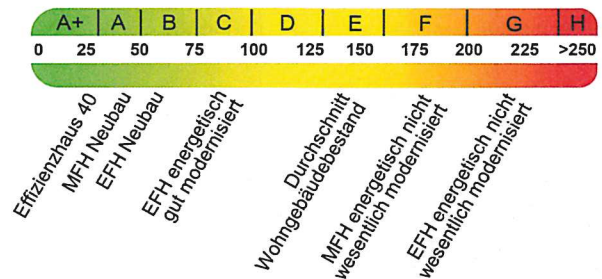 A+ A B C D E F G H
0 25 50 75 100 125 150 175 200 225 >250
Effizienzhaus 40
MFH Neubau
EFH Neubau
EFH energetisch
gut modernisiert
Durchschnitt
Wohngebäudebestand
MFH energetisch nicht
wesentlich modernisiert
EFH energetisch nicht
wesentlich modernisiert